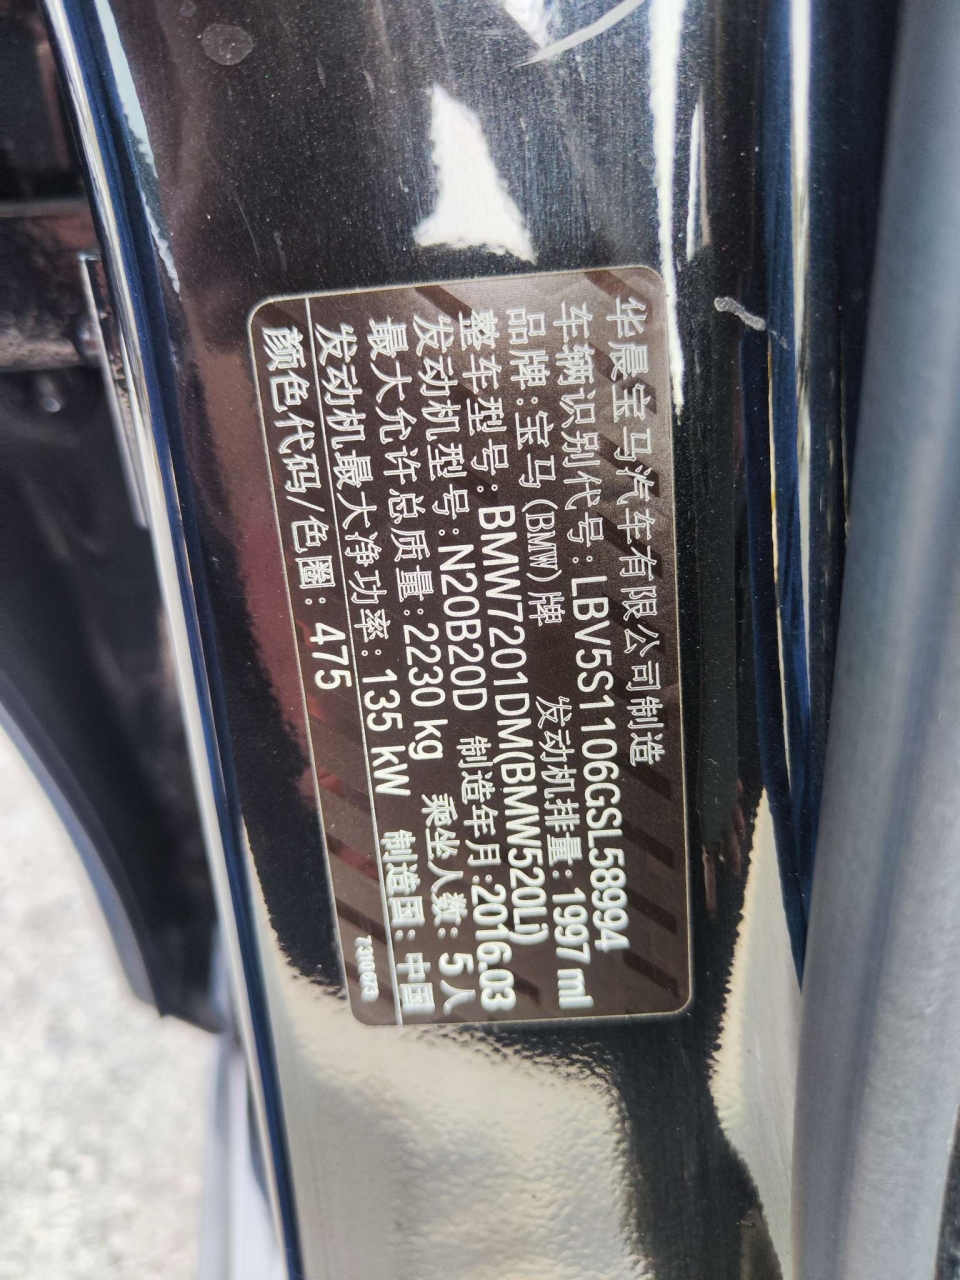 华晨宝马汽车有限公司制造
车辆识别代号:LBV5S1106GSL58994
品牌:宝马(BMW)牌 发动机排量:1997 ml
整车型号:BMW7201DM(BMW520Li)
发动机型号:N20B20D 制造年月:2016.03
最大允许总质量:2230 kg 乘坐人数: 5人
发动机最大净功率:135 kW 制造国:中国
颜色代码/色圈: 475